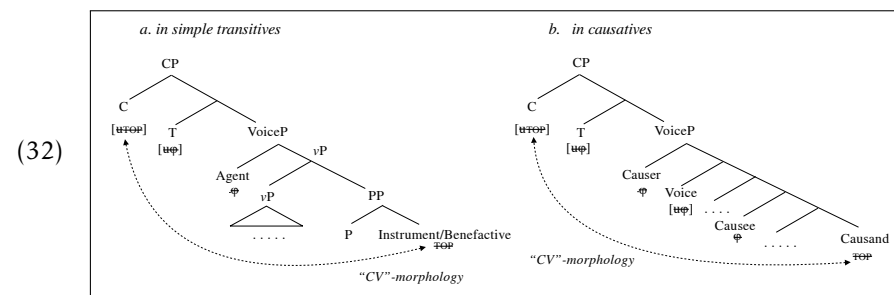 (32)
a. in simple transitives
CP
C
[uTOP]
T
[uφ]
VoiceP
Agent
φ
vP
vP
. . . . .
PP
P
Instrument/Benefactive
TOP
“CV”-morphology
b. in causatives
CP
C
[uTOP]
T
[uφ]
VoiceP
Causer
φ
Voice
[uφ]
. . . .
Causee
φ
. . . . .
Causand
TOP
“CV”-morphology